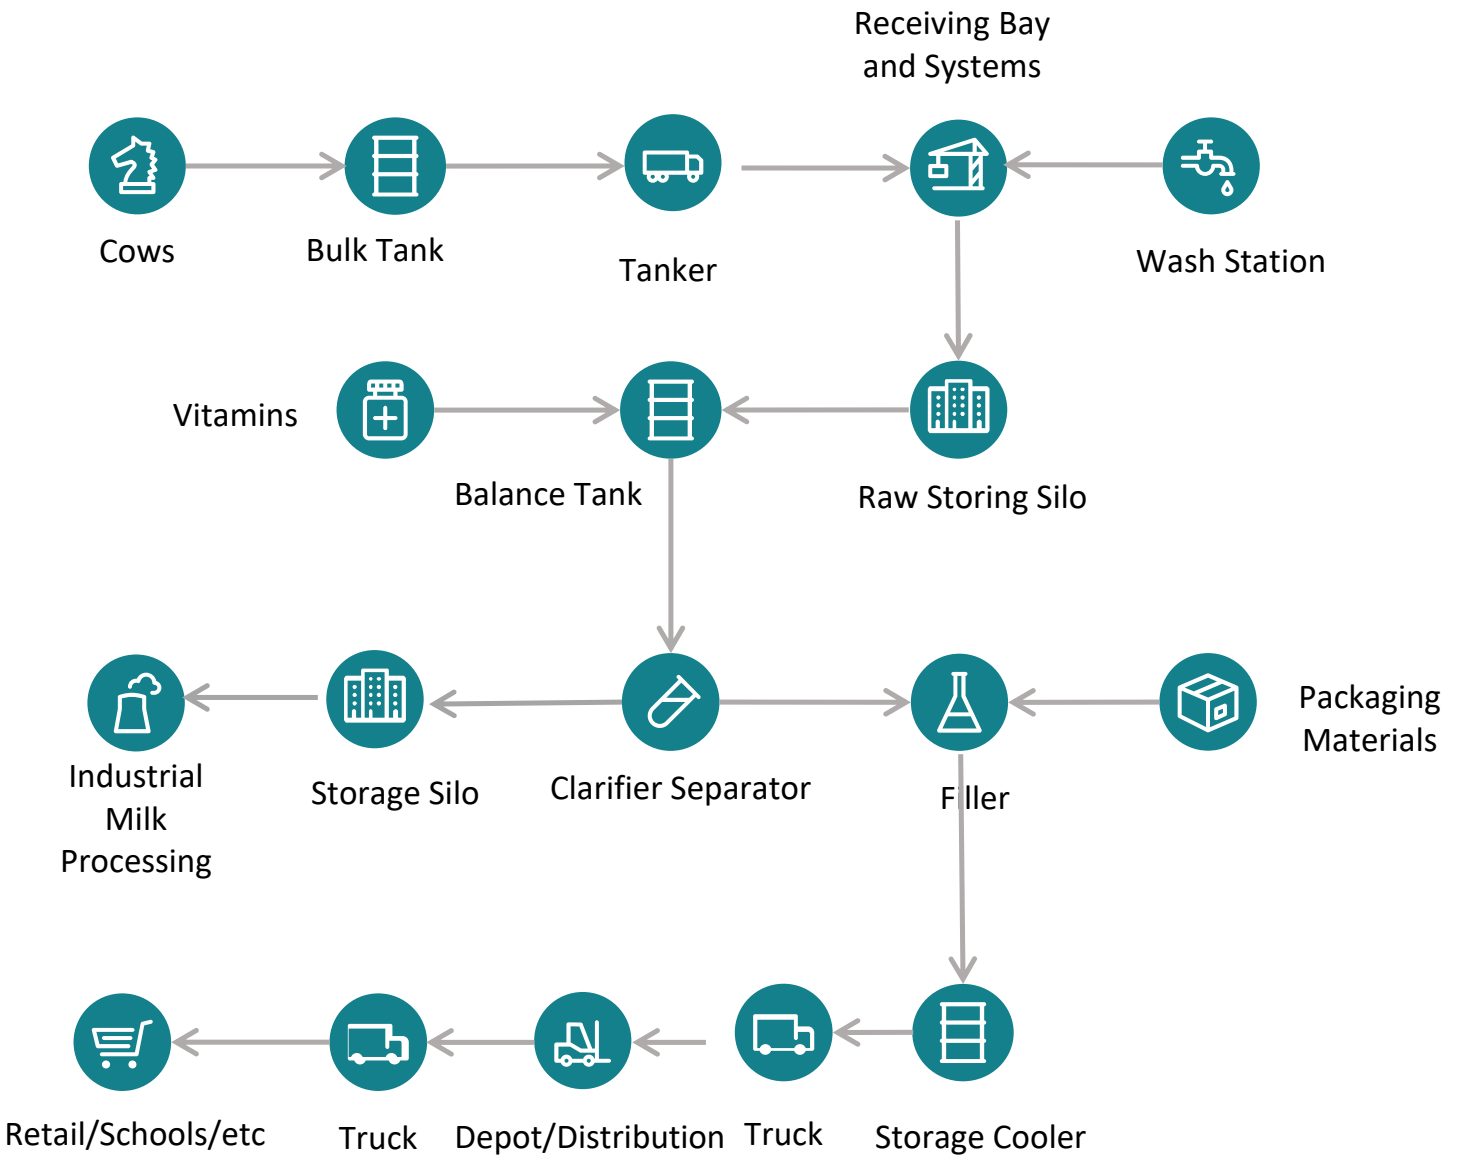 Receiving Bay
and Systems
Cows
Bulk Tank
Tanker
Wash Station
Vitamins
Balance Tank
Raw Storing Silo
Packaging
Materials
Industrial
Milk
Processing
Storage Silo
Clarifier Separator
Filler
Retail/Schools/etc
Truck
Depot/Distribution
Truck
Storage Cooler